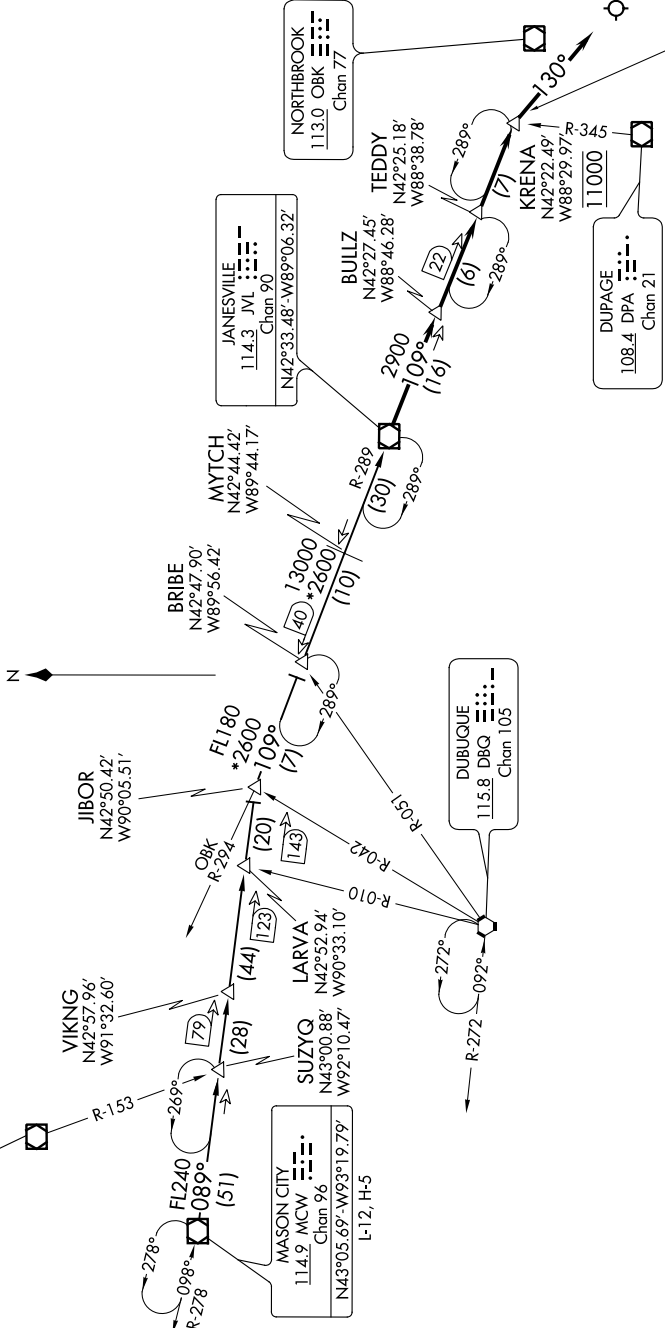 NORTHBROOK
113.0 OBK
Chan 77
130°
R-345
KRENA
N42°22.49′
W88°29.97′
11000
289°
(7)
TEDDY
N42°25.18′
W88°38.78′
DUPAGE
108.4 DPA
Chan 21
22
(6)
289°
BULLZ
N42°27.45′
W88°46.28′
2900
109°
(16)
JANESVILLE
114.3 JVL
Chan 90
N42°33.48′-W89°06.32′
R-289
(30)
289°
MYTCH
N42°44.42′
W89°44.17′
13000
*2600
(10)
40
BRIBE
N42°47.90′
W89°56.42′
N
289°
FL180
*2600
109°
(7)
JIBOR
N42°50.42′
W90°05.51′
OBK
R-294
(20)
143
R-051
R-042
R-010
DUBUQUE
115.8 DBQ
Chan 105
272°
092°
R-272
LARVA
N42°52.94′
W90°33.10′
123
(44)
VIKNG
N42°57.96′
W91°32.60′
79
(28)
SUZYQ
N43°00.88′
W92°10.47′
R-153
269°
FL240
089°
(51)
MASON CITY
114.9 MCW
Chan 96
N43°05.69′-W93°19.79′
L-12, H-5
278°
098°
R-278